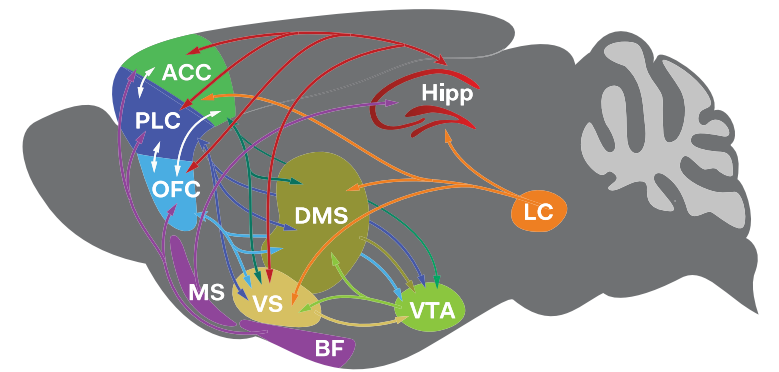 ACC
Hipp
PLC
OFC
DMS
LC
MS
VS
VTA
BF